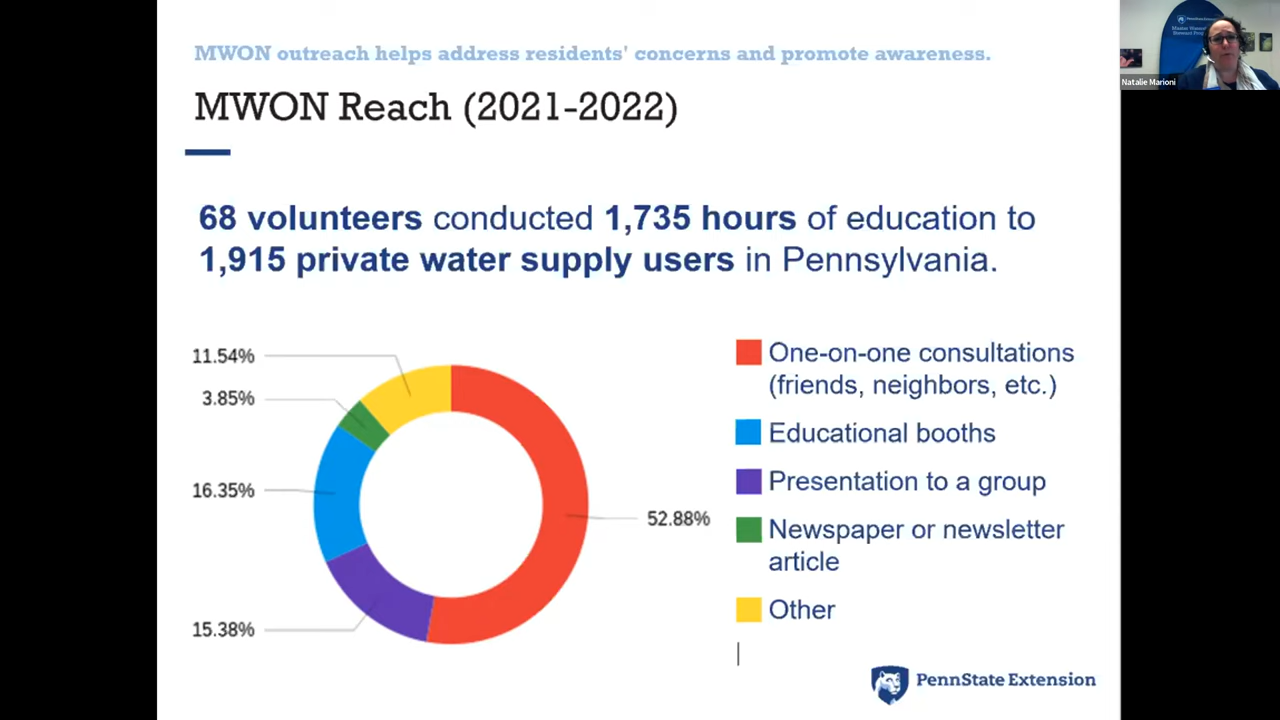 MWON outreach helps address residents' concerns and promote awareness.
MWON Reach (2021-2022)
68 volunteers conducted 1,735 hours of education to
1,915 private water supply users in Pennsylvania.
11.54%
3.85%
16.35%
15.38%
52.88%
One-on-one consultations
(friends, neighbors, etc.)
Educational booths
Presentation to a group
Newspaper or newsletter
article
Other
PennState Extension
PennState Extension
Natalie Marioni